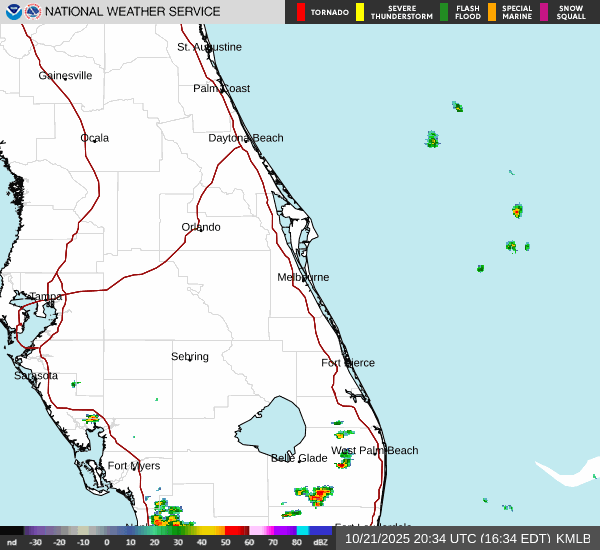 NATIONAL WEATHER SERVICE
TORNADO
SEVERE THUNDERSTORM
FLASH FLOOD
SPECIAL MARINE
SNOW SQUALL
St. Augustine
Gainesville
Palm Coast
Ocala
Daytona Beach
Orlando
Melbourne
Tampa
Sebring
Fort Pierce
Sarasota
West Palm Beach
Belle Glade
Fort Myers
nd -30 -20 -10 0 10 20 30 40 50 60 70 80 dBZ
10/21/2025 20:34 UTC (16:34 EDT) KMLB